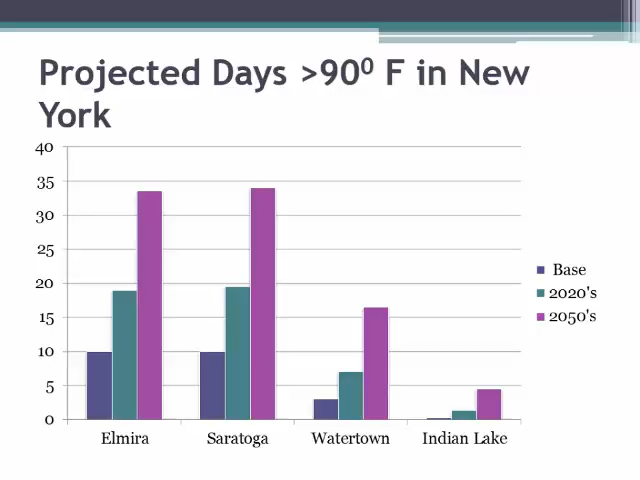 Projected Days >90⁰ F in New
York
40
35
30
25
20
15
10
5
0
Elmira Saratoga Watertown Indian Lake
Base
2020's
2050's